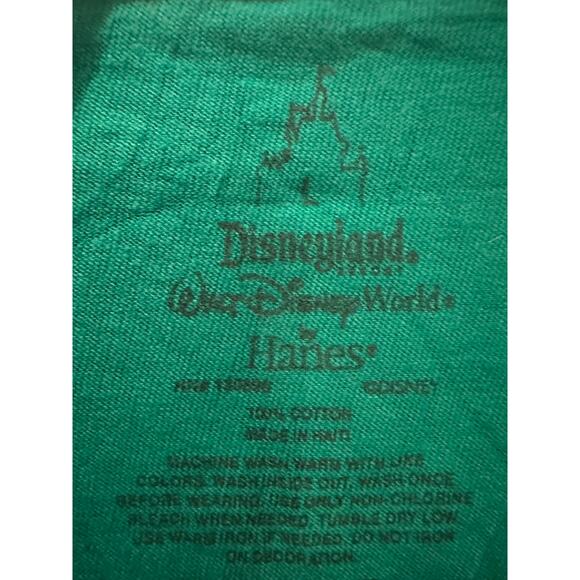 L
Disneyland®
RESORT
Walt Disney World®
by
Hanes®
©DISNEY
100% COTTON
MADE IN HAITI
MACHINE WASH WARM WITH LIKE
COLORS. WASH INSIDE OUT, WASH ONCE
BEFORE WEARING. USE ONLY NON-CHLORINE
BLEACH WHEN NEEDED. TUMBLE DRY LOW.
USE WARM IRON IF NEEDED. DO NOT IRON
ON DECORATION.